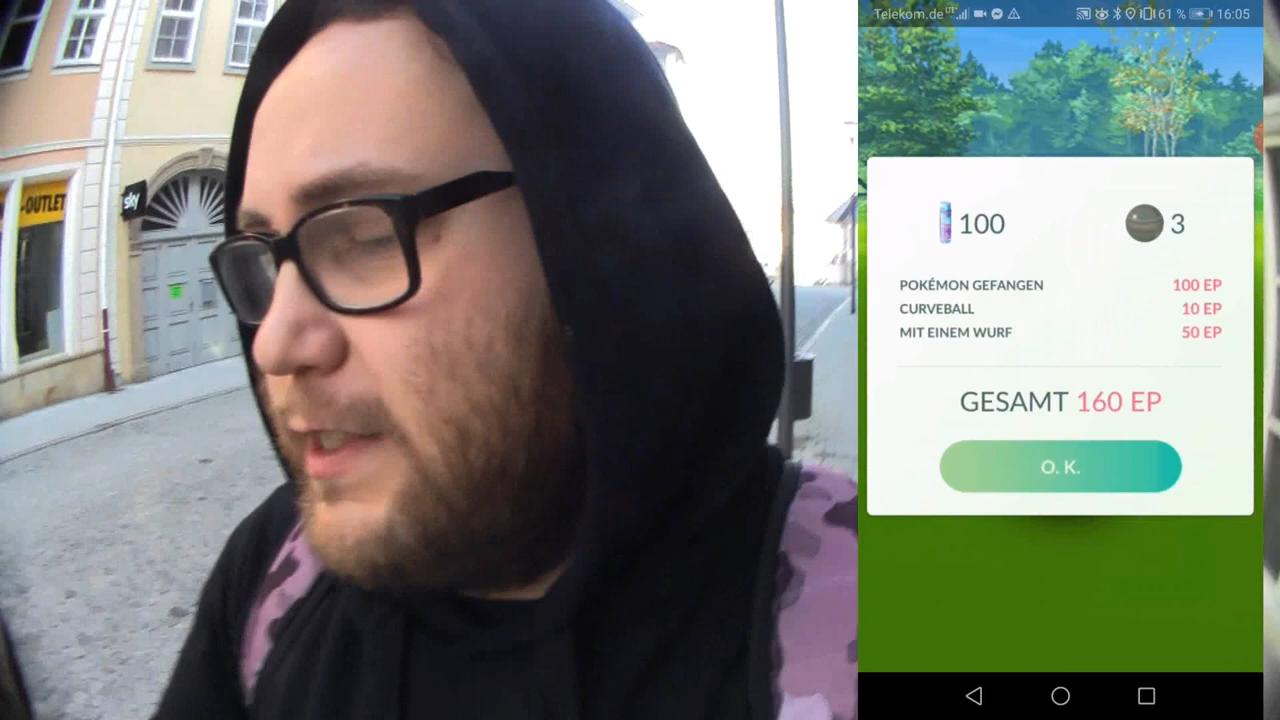 -OUTLET
sky
Telekom.de 61 % 16:05
100 3
POKÉMON GEFANGEN 100 EP
CURVEBALL 10 EP
MIT EINEM WURF 50 EP
GESAMT 160 EP
O. K.